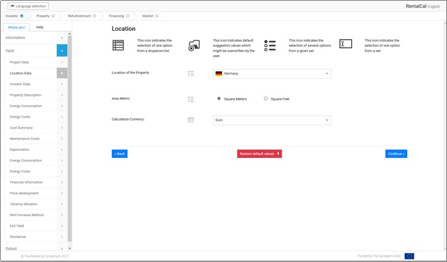 Language selection
RentalCal English
Investor
Property
Refurbishment
Financing
Market
Where am I
Help
Information
Input
Project Data
Location Data
Investor Data
Property Description
Energy Consumption
Energy Costs
Cost Summary
Maintenance Costs
Depreciation
Energy Consumption
Energy Costs
Financial Information
Price development
Tenancy Situation
Rent Increase Method
Exit Yield
Disclaimer
Output
Location
This icon indicates the
selection of one option
from a dropdown list.
This icon indicates default
suggestion values which
might be overwritten by the
user.
This icon indicates the
selection of several options
from a given set.
This icon indicates the
selection of one option
from a set.
Location of the Property:
Germany
Area Metric:
Square Meters
Square Feet
Calculation Currency:
Euro
‹ Back
Restore default values
Continue ›
© The RentalCal Consortium 2017
Funded by the European Union